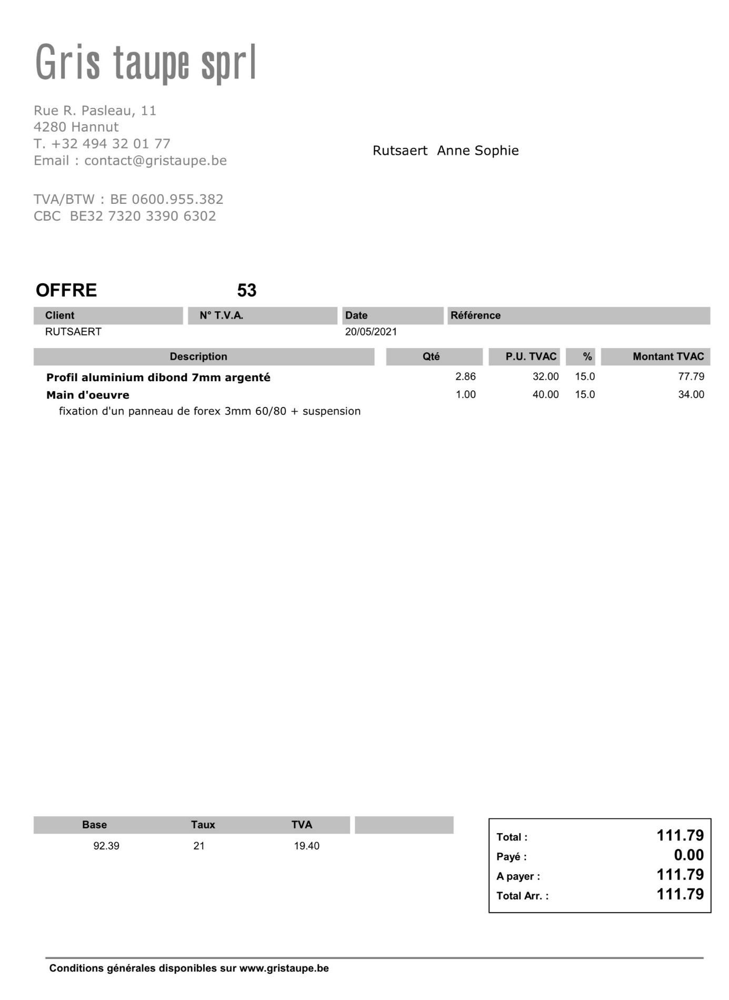 Gris taupe sprl
Rue R. Pasleau, 11
4280 Hannut
T. +32 494 32 01 77
Email : contact@gristaupe.be
Rutsaert Anne Sophie
TVA/BTW : BE 0600.955.382
CBC BE32 7320 3390 6302
OFFRE 53
Client N° T.V.A. Date Référence
RUTSAERT 20/05/2021
Description Qté P.U. TVAC % Montant TVAC
Profil aluminium dibond 7mm argenté 2.86 32.00 15.0 77.79
Main d'oeuvre 1.00 40.00 15.0 34.00
fixation d'un panneau de forex 3mm 60/80 + suspension
Base Taux TVA
92.39 21 19.40
Total : 111.79
Payé : 0.00
A payer : 111.79
Total Arr. : 111.79
Conditions générales disponibles sur www.gristaupe.be